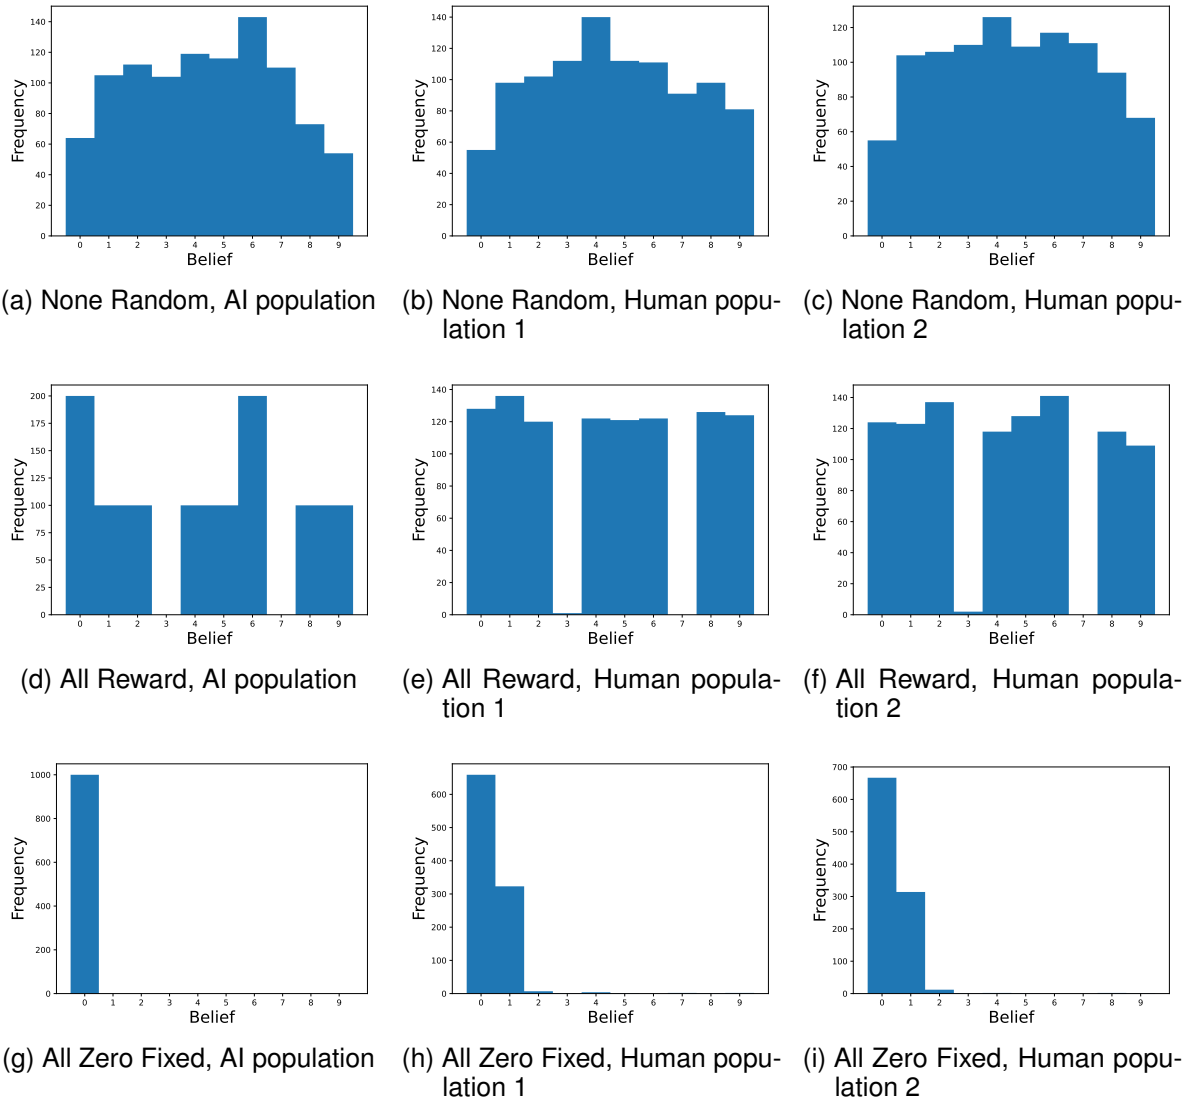 140
120
100
80
60
40
20
0
Frequency
0 1 2 3 4 5 6 7 8 9
Belief
(a) None Random, AI population
140
120
100
80
60
40
20
0
Frequency
0 1 2 3 4 5 6 7 8 9
Belief
(b) None Random, Human popu-
lation 1
120
100
80
60
40
20
0
Frequency
0 1 2 3 4 5 6 7 8 9
Belief
(c) None Random, Human popu-
lation 2
200
175
150
125
100
75
50
25
0
Frequency
0 1 2 3 4 5 6 7 8 9
Belief
(d) All Reward, AI population
140
120
100
80
60
40
20
0
Frequency
0 1 2 3 4 5 6 7 8 9
Belief
(e) All Reward, Human popula-
tion 1
140
120
100
80
60
40
20
0
Frequency
0 1 2 3 4 5 6 7 8 9
Belief
(f) All Reward, Human popula-
tion 2
1000
800
600
400
200
0
Frequency
0 1 2 3 4 5 6 7 8 9
Belief
(g) All Zero Fixed, AI population
600
500
400
300
200
100
0
Frequency
0 1 2 3 4 5 6 7 8 9
Belief
(h) All Zero Fixed, Human popu-
lation 1
700
600
500
400
300
200
100
0
Frequency
0 1 2 3 4 5 6 7 8 9
Belief
(i) All Zero Fixed, Human popu-
lation 2